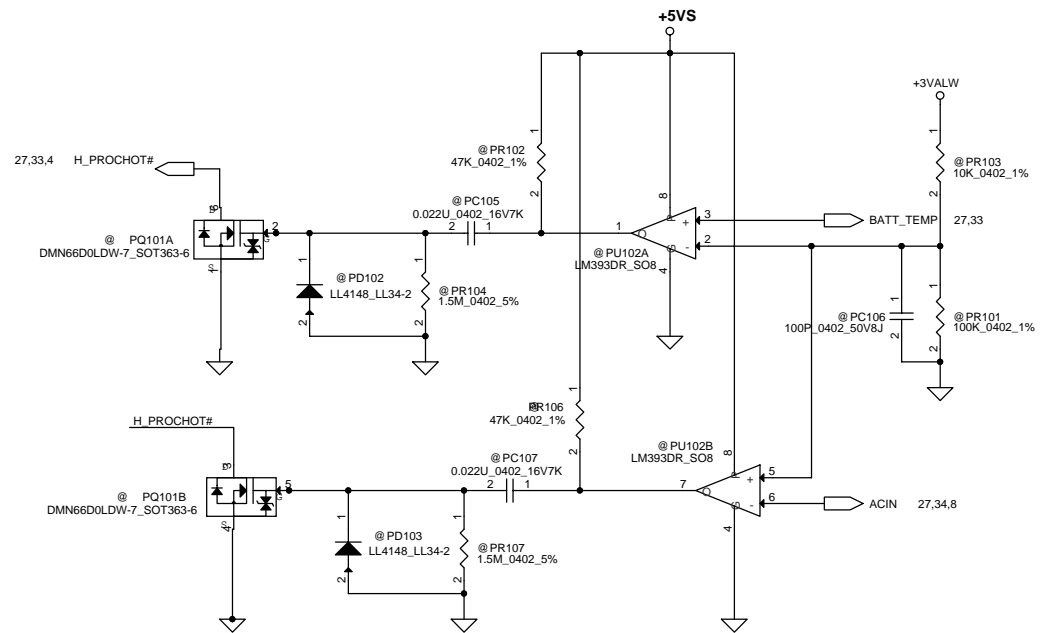 +5VS
+3VALW
@ PR102
47K_0402_1%
@ PR103
10K_0402_1%
27,33,4 H_PROCHOT#
@ PC105
0.022U_0402_16V7K
BATT_TEMP 27,33
@ PQ101A
DMN66D0LDW-7_SOT363-6
@ PU102A
LM393DR_SO8
@ PD102
LL4148_LL34-2
@ PR104
1.5M_0402_5%
@ PC106
100P_0402_50V8J
@ PR101
100K_0402_1%
PR106
47K_0402_1%
H_PROCHOT#
@ PU102B
LM393DR_SO8
@ PC107
0.022U_0402_16V7K
@ PQ101B
DMN66D0LDW-7_SOT363-6
ACIN 27,34,8
@ PD103
LL4148_LL34-2
@ PR107
1.5M_0402_5%